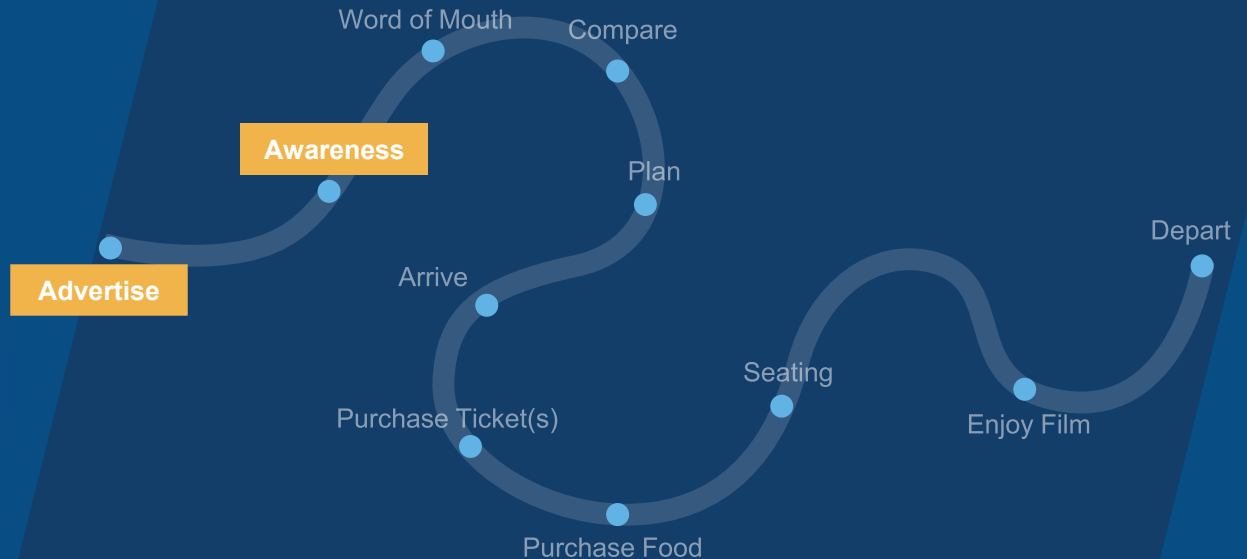 Advertise
Awareness
Word of Mouth
Compare
Plan
Arrive
Purchase Ticket(s)
Purchase Food
Seating
Enjoy Film
Depart